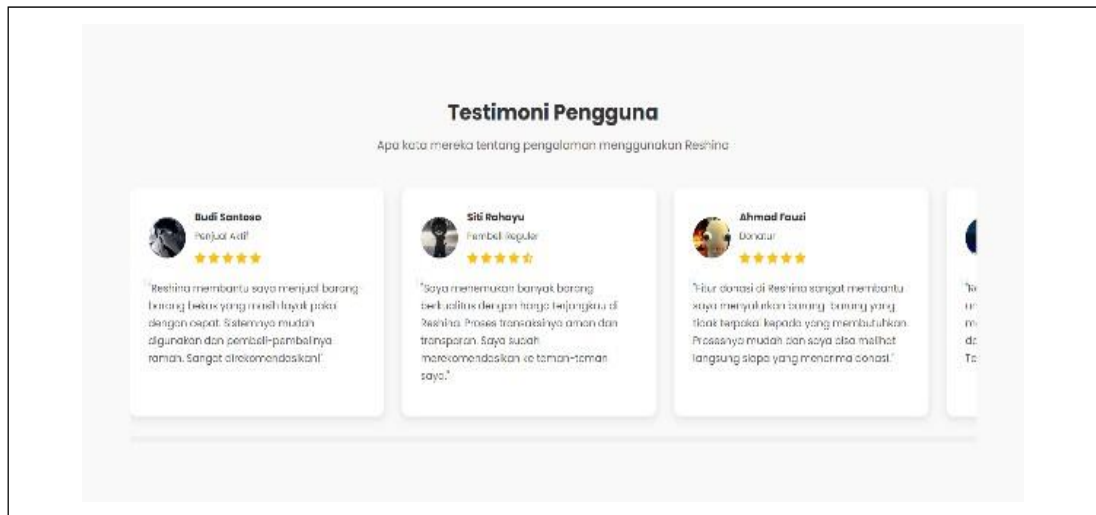 Testimoni Pengguna
Apa kata mereka tentang pengalaman menggunakan Reshina
Budi Santoso
Penjual Aktif
"Reshina membantu saya menjual barang-
barang bekas yang masih layak pakai
dengan cepat. Sistemnya mudah
digunakan dan pembeli-pembelinya
ramah. Sangat direkomendasikan!"
Siti Rahayu
Pembeli Reguler
"Saya menemukan banyak barang
berkualitas dengan harga terjangkau di
Reshina. Proses transaksinya aman dan
transparan. Saya sudah
merekomendasikan ke teman-teman
saya."
Ahmad Fauzi
Donatur
"Fitur donasi di Reshina sangat membantu
saya menyalurkan barang-barang yang
tidak terpakai kepada yang membutuhkan.
Prosesnya mudah dan saya bisa melihat
langsung siapa yang menerima donasi."